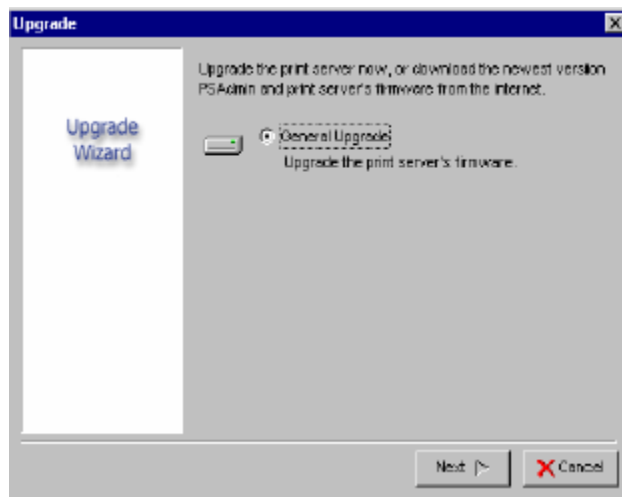 Upgrade
Upgrade the print server now, or download the newest version
PSAdmin and print server's firmware from the internet.
Upgrade
Wizard
General Upgrade
Upgrade the print server's firmware.
Next
Cancel